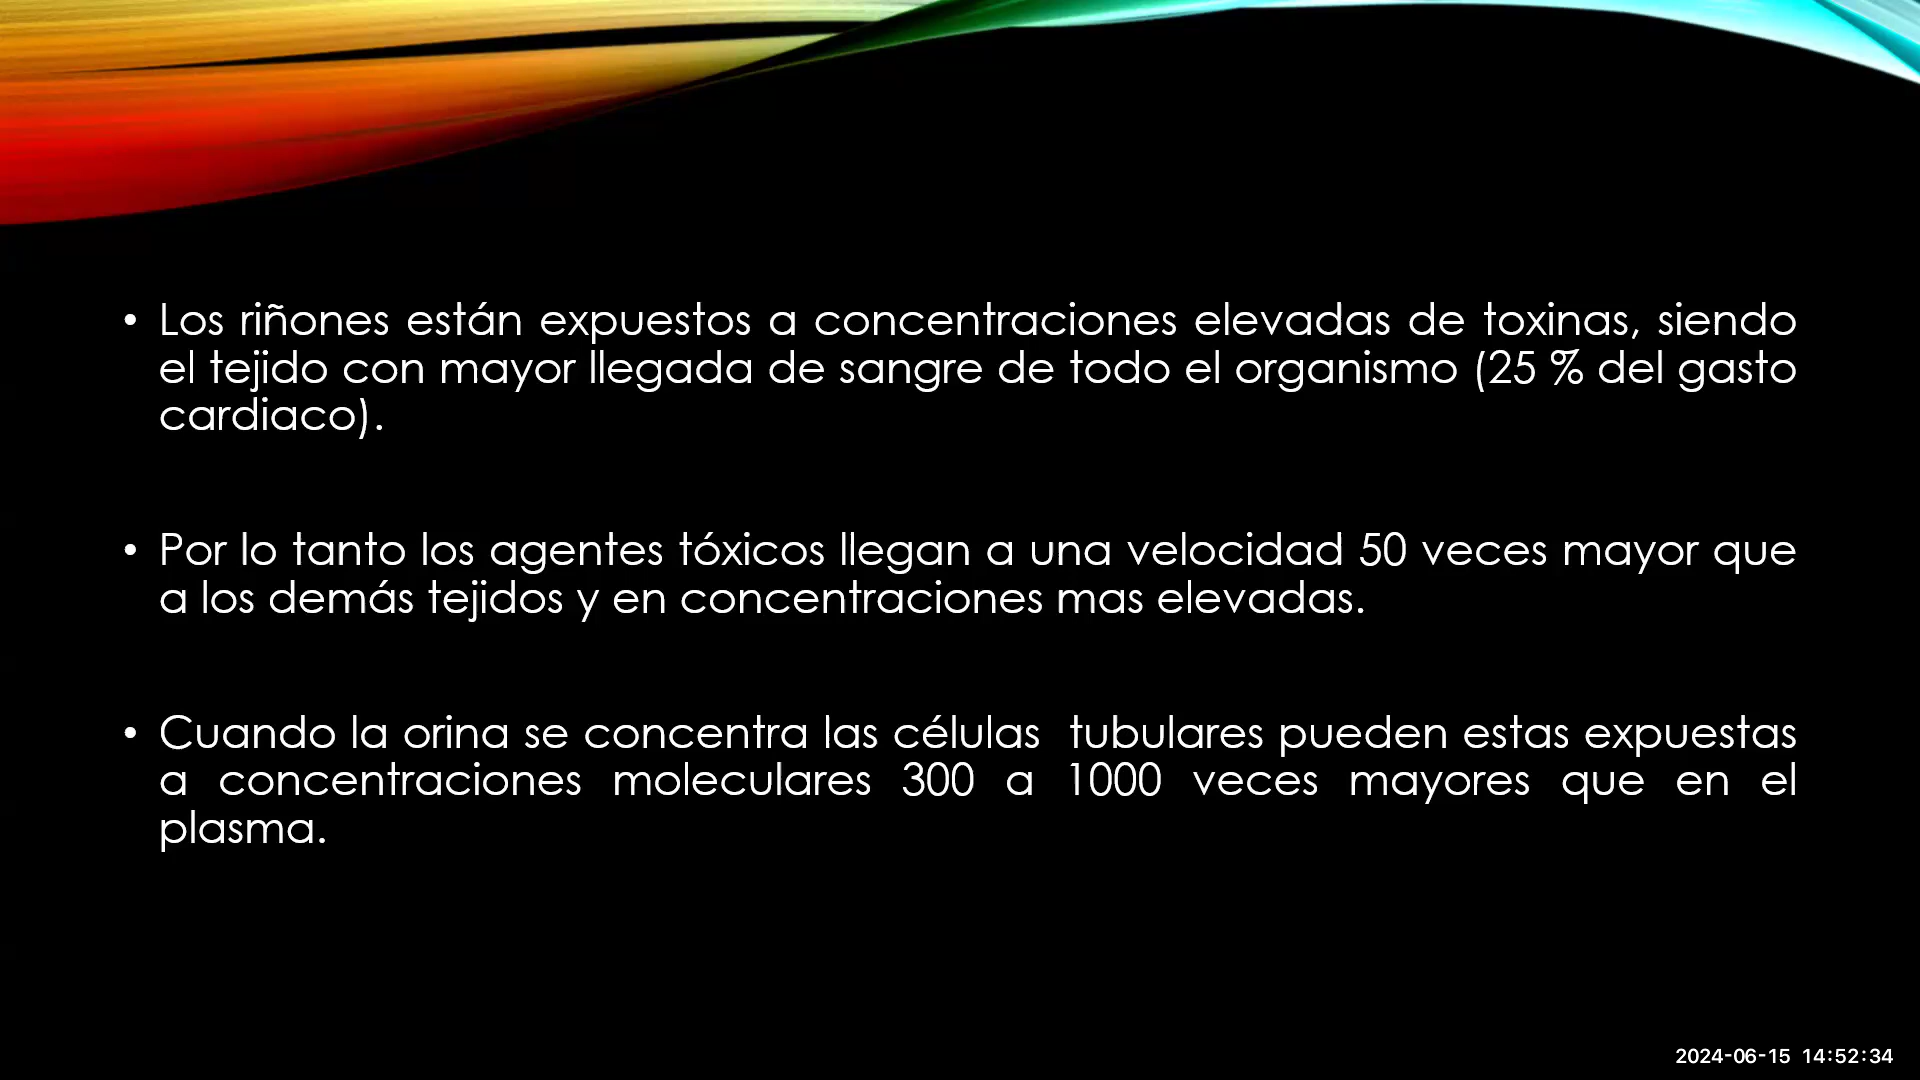 • Los riñones están expuestos a concentraciones elevadas de toxinas, siendo
el tejido con mayor llegada de sangre de todo el organismo (25 % del gasto
cardiaco).
• Por lo tanto los agentes tóxicos llegan a una velocidad 50 veces mayor que
a los demás tejidos y en concentraciones mas elevadas.
• Cuando la orina se concentra las células  tubulares pueden estas expuestas
a concentraciones moleculares 300 a 1000 veces mayores que en el
plasma.
2024-06-15 14:52:34